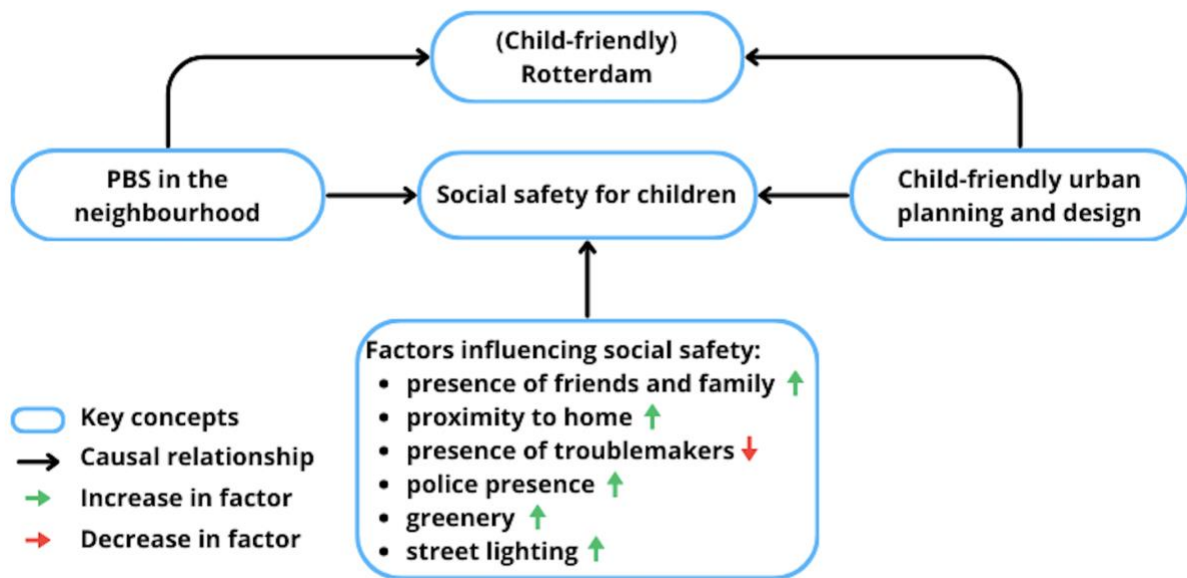 (Child-friendly)
Rotterdam
PBS in the
neighbourhood
Social safety for children
Child-friendly urban
planning and design
Factors influencing social safety:
• presence of friends and family
• proximity to home
• presence of troublemakers
• police presence
• greenery
• street lighting
Key concepts
Causal relationship
Increase in factor
Decrease in factor